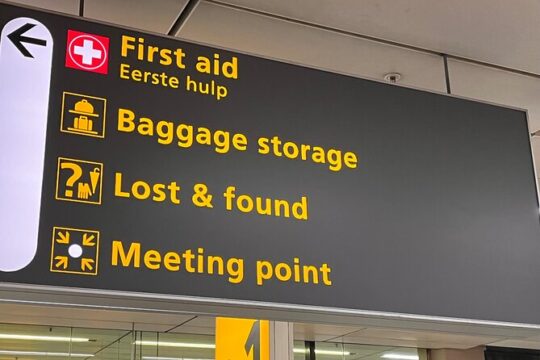 First aid
Eerste hulp
Baggage storage
?
Lost & found
Meeting point